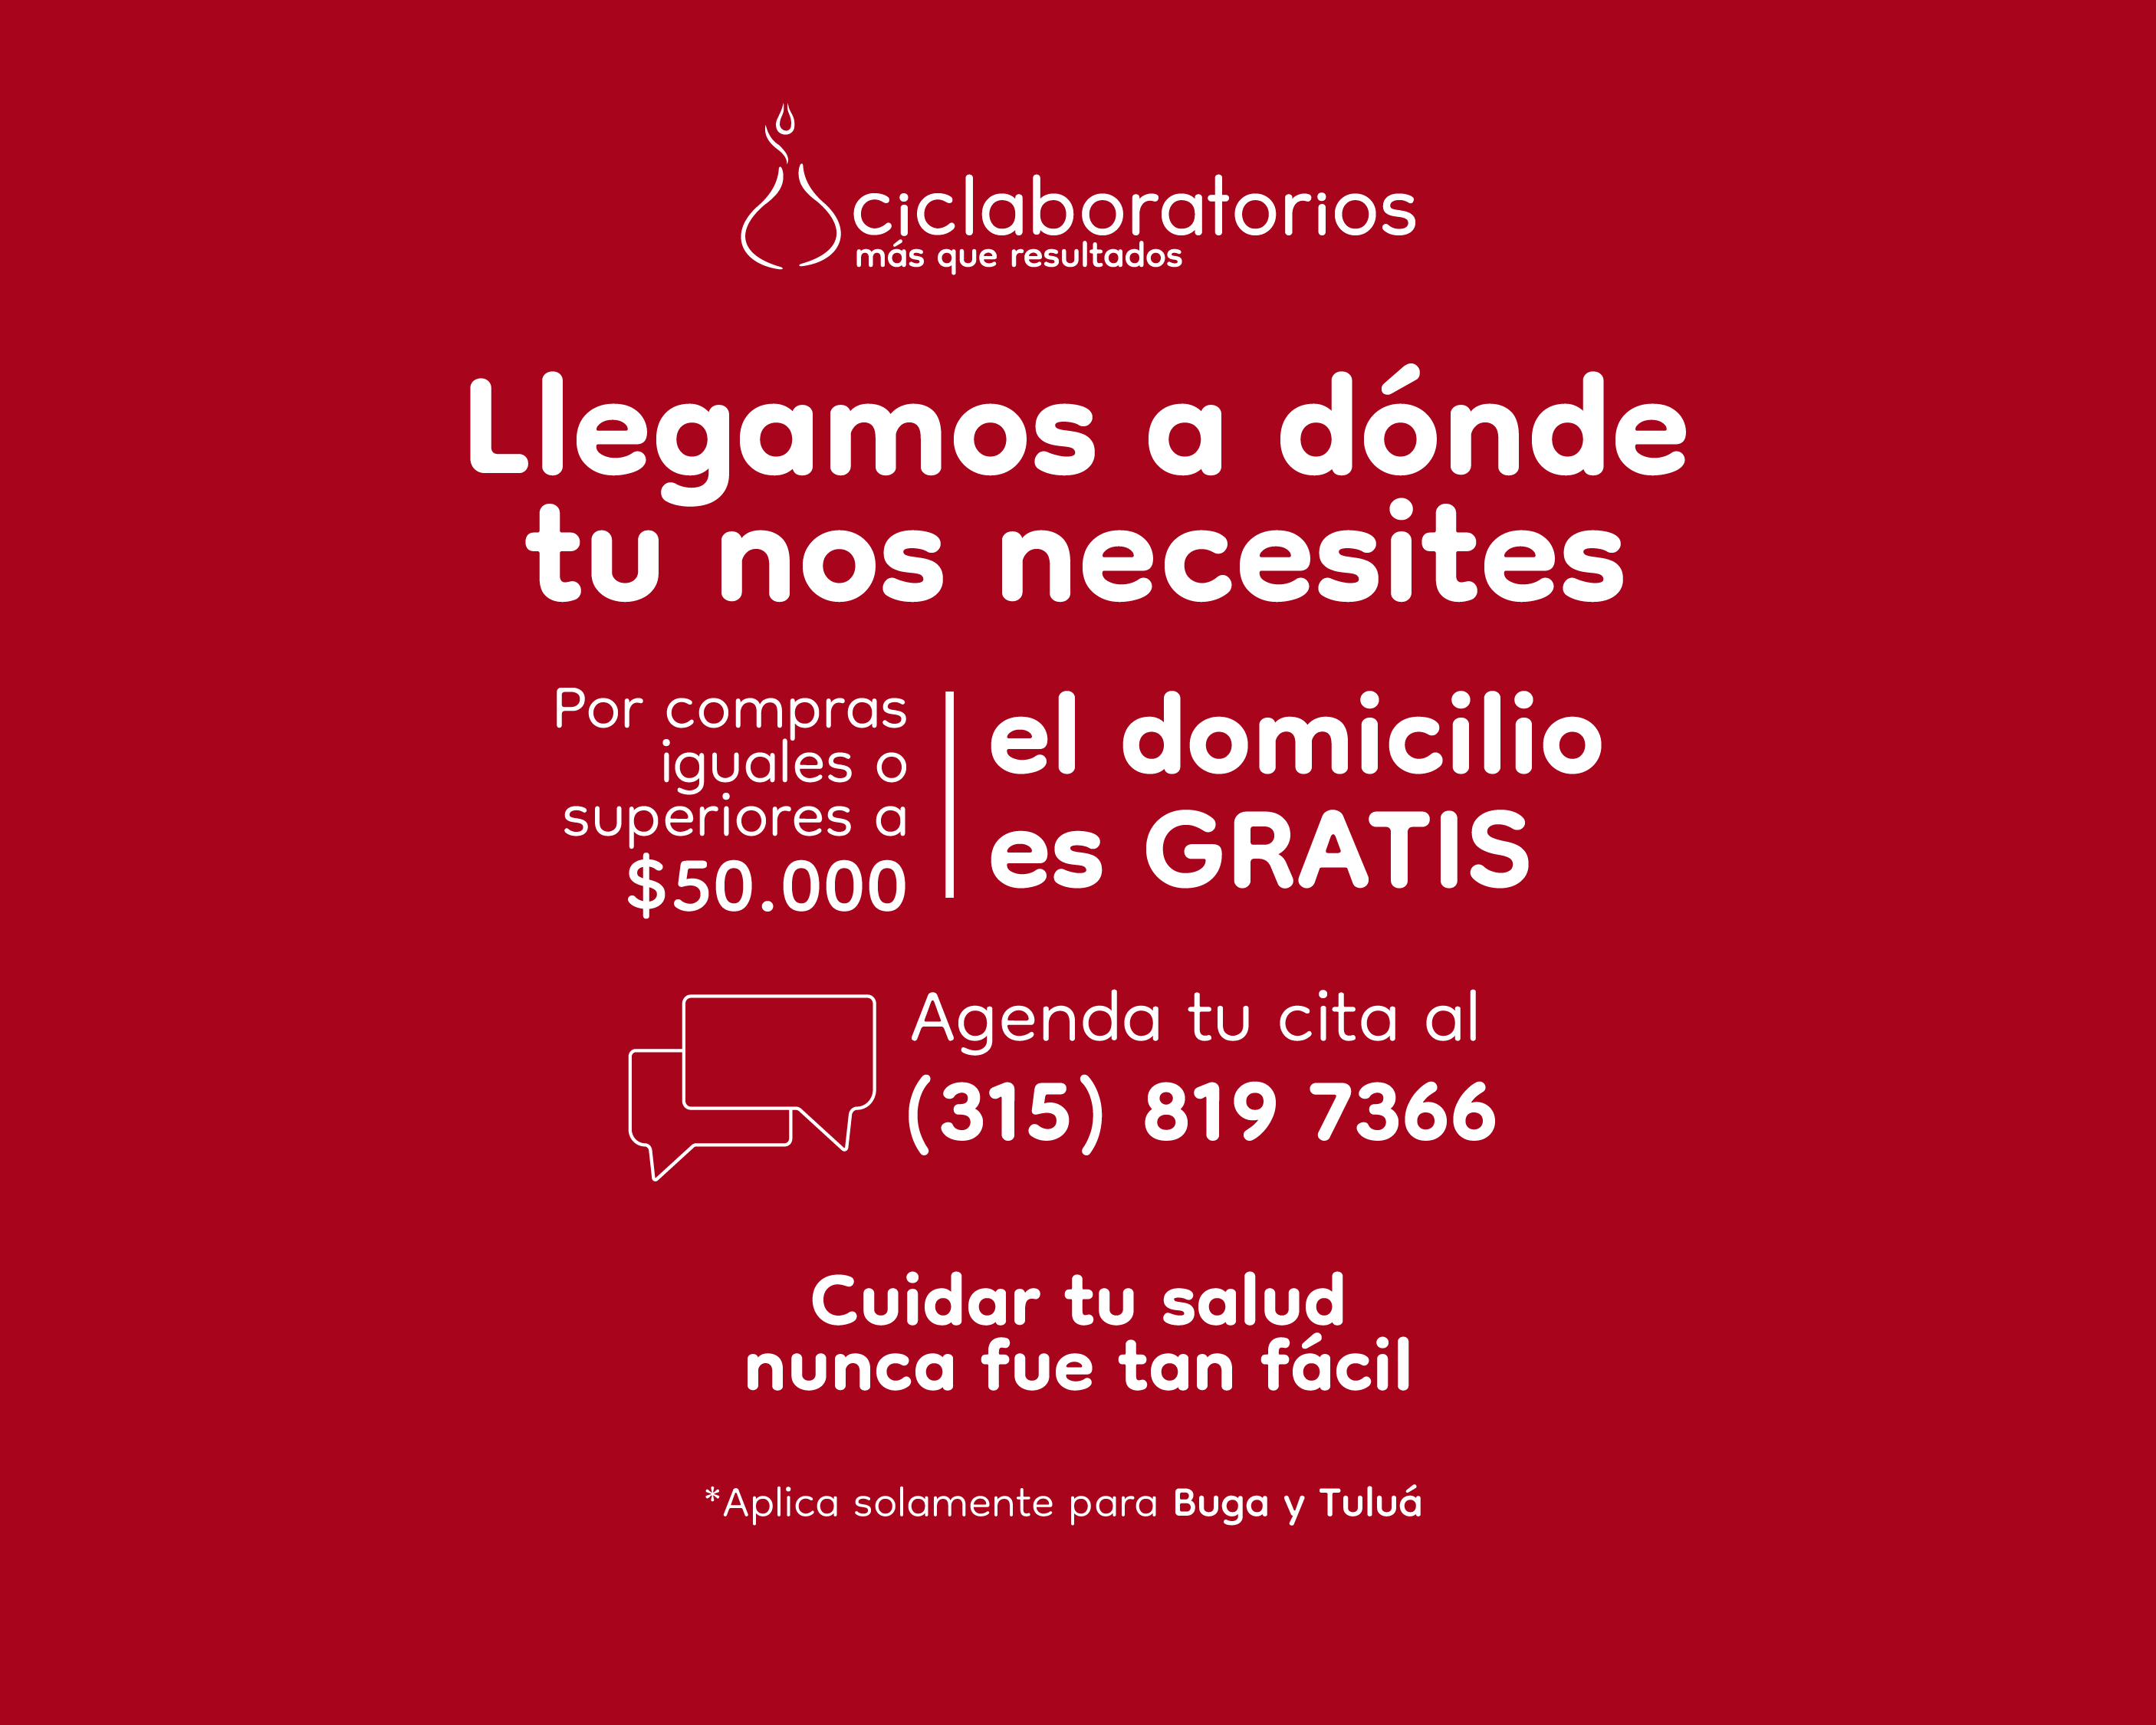 ciclaboratorios
más que resultados
Llegamos a dónde
tu nos necesites
Por compras
iguales o
superiores a
$50.000
el domicilio
es GRATIS
Agenda tu cita al
(315) 819 7366
Cuidar tu salud
nunca fue tan fácil
*Aplica solamente para Buga y Tuluá